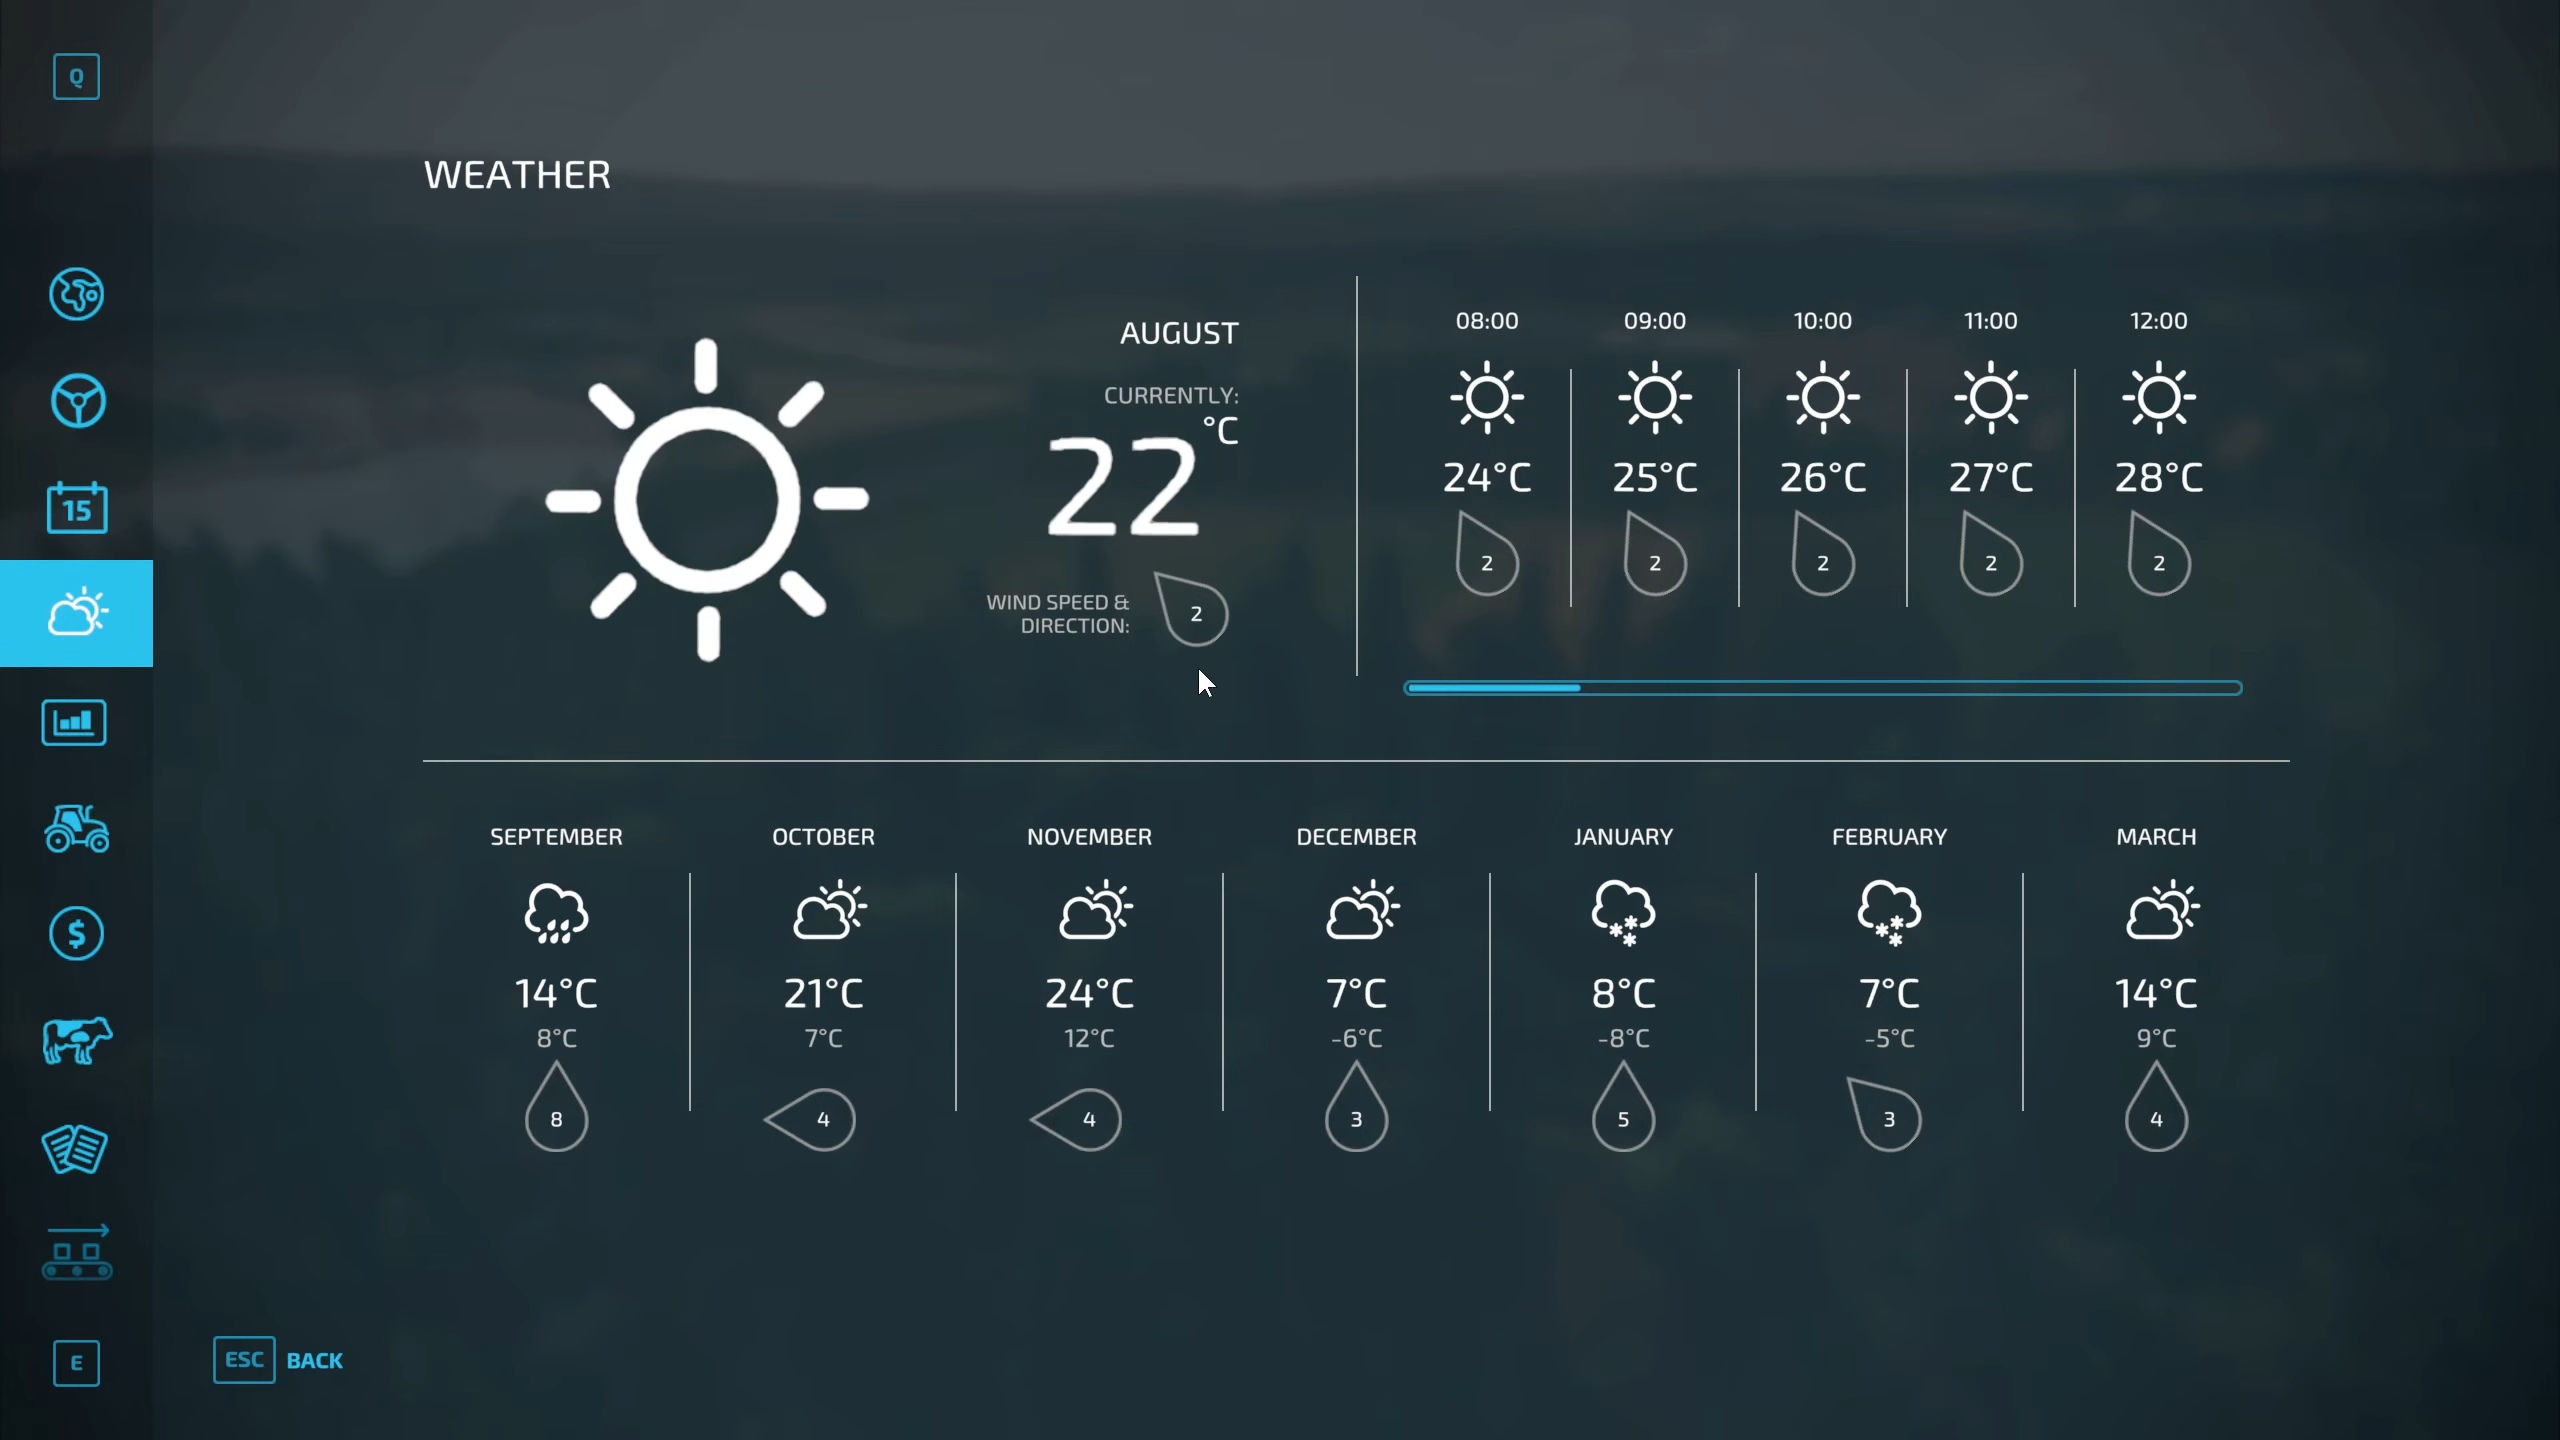 Q
WEATHER
15
$
E
ESC BACK
AUGUST
CURRENTLY:
22 °C
WIND SPEED &
DIRECTION:
2
08:00 09:00 10:00 11:00 12:00
24°C 25°C 26°C 27°C 28°C
2 2 2 2 2
SEPTEMBER OCTOBER NOVEMBER DECEMBER JANUARY FEBRUARY MARCH
14°C 21°C 24°C 7°C 8°C 7°C 14°C
8°C 7°C 12°C -6°C -8°C -5°C 9°C
8 4 4 3 5 3 4